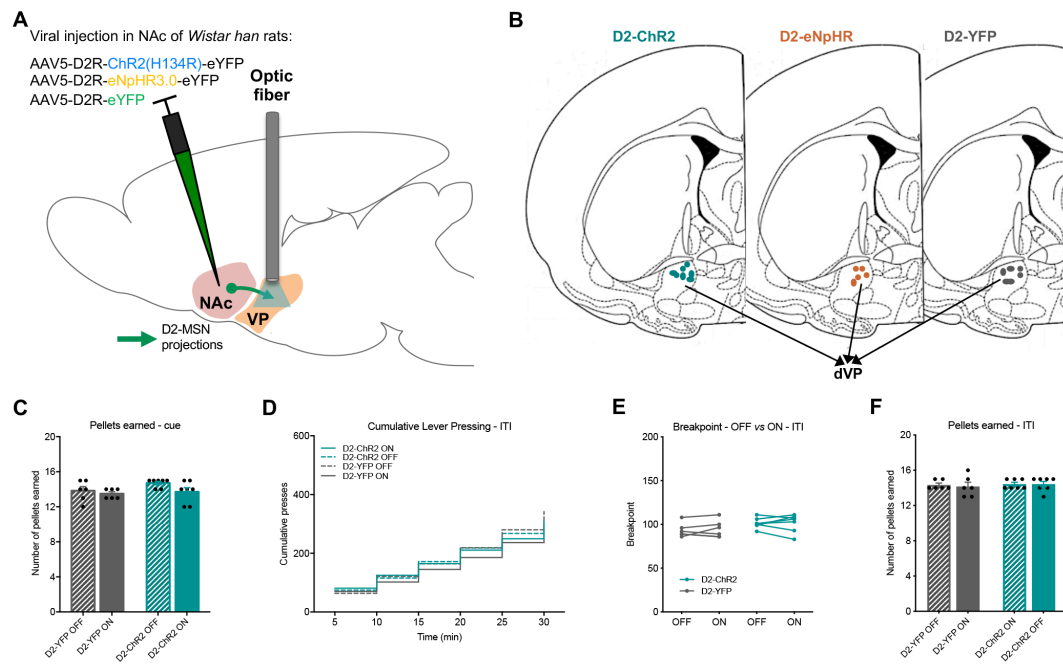 A
Viral injection in NAc of Wistar han rats:
AAV5-D2R-ChR2(H134R)-eYFP
AAV5-D2R-eNpHR3.0-eYFP
AAV5-D2R-eYFP
Optic
fiber
NAc
VP
D2-MSN
projections
B
D2-ChR2
D2-eNpHR
D2-YFP
dVP
C
Pellets earned - cue
Number of pellets earned
20
16
12
8
4
0
D2-YFP OFF
D2-YFP ON
D2-ChR2 OFF
D2-ChR2 ON
D
Cumulative Lever Pressing - ITI
Cumulative presses
600
400
200
0
D2-ChR2 ON
D2-ChR2 OFF
D2-YFP OFF
D2-YFP ON
5
10
15
20
25
30
Time (min)
E
Breakpoint - OFF vs ON - ITI
Breakpoint
200
150
100
50
0
D2-ChR2
D2-YFP
OFF
ON
OFF
ON
F
Pellets earned - ITI
Number of pellets earned
20
16
12
8
4
0
D2-YFP OFF
D2-YFP ON
D2-ChR2 ON
D2-ChR2 OFF